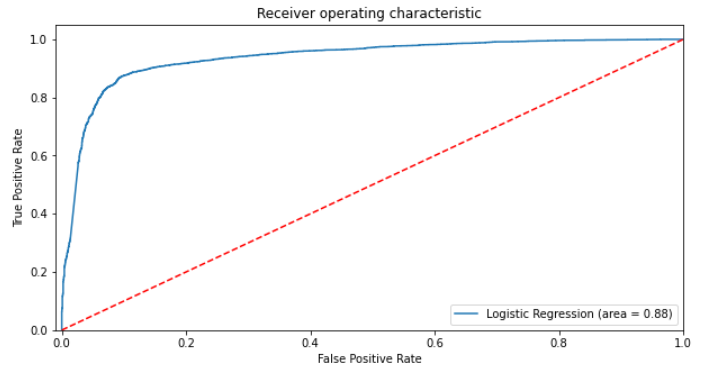 Receiver operating characteristic
1.0
0.8
0.6
0.4
0.2
0.0
True Positive Rate
Logistic Regression (area = 0.88)
0.0 0.2 0.4 0.6 0.8 1.0
False Positive Rate